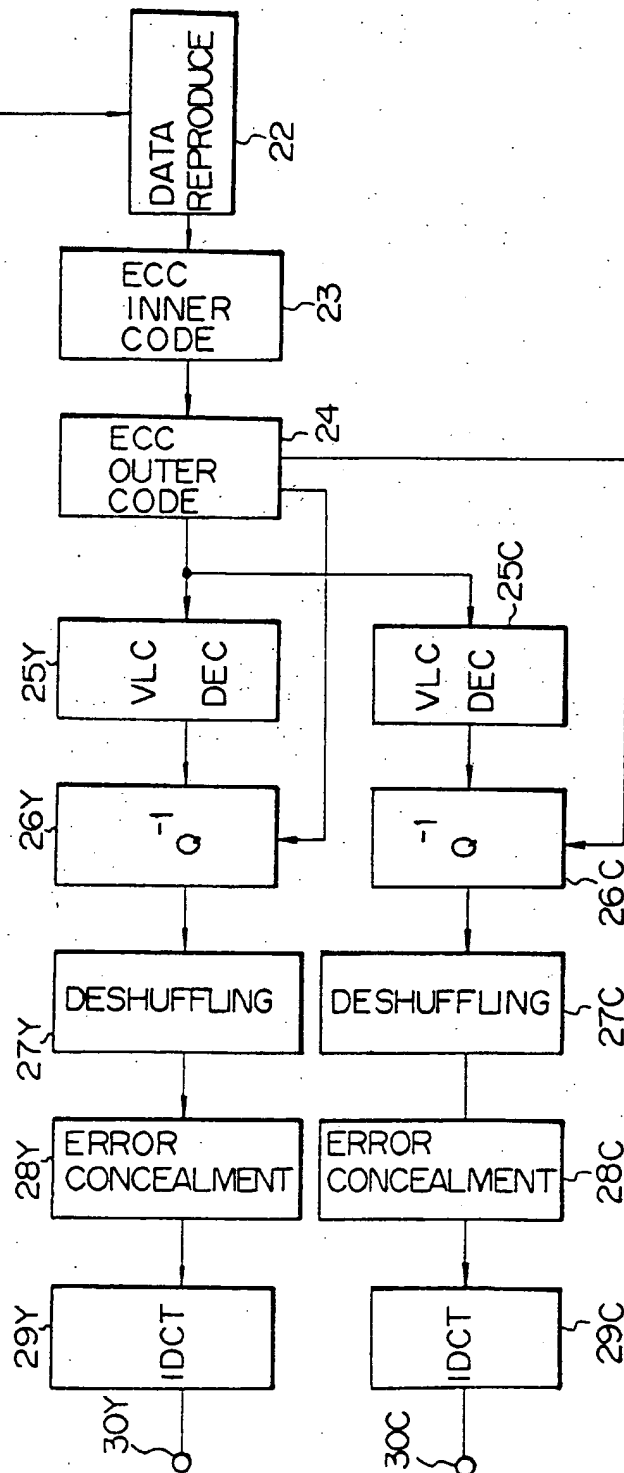 DATA
REPRODUCE
22
ECC
INNER
CODE
23
ECC
OUTER
CODE
24
25Y
VLC
DEC
25C
VLC
DEC
26Y
Q⁻¹
26C
Q⁻¹
27Y
DESHUFFLING
27C
DESHUFFLING
28Y
ERROR
CONCEALMENT
28C
ERROR
CONCEALMENT
29Y
IDCT
29C
IDCT
30Y
30C